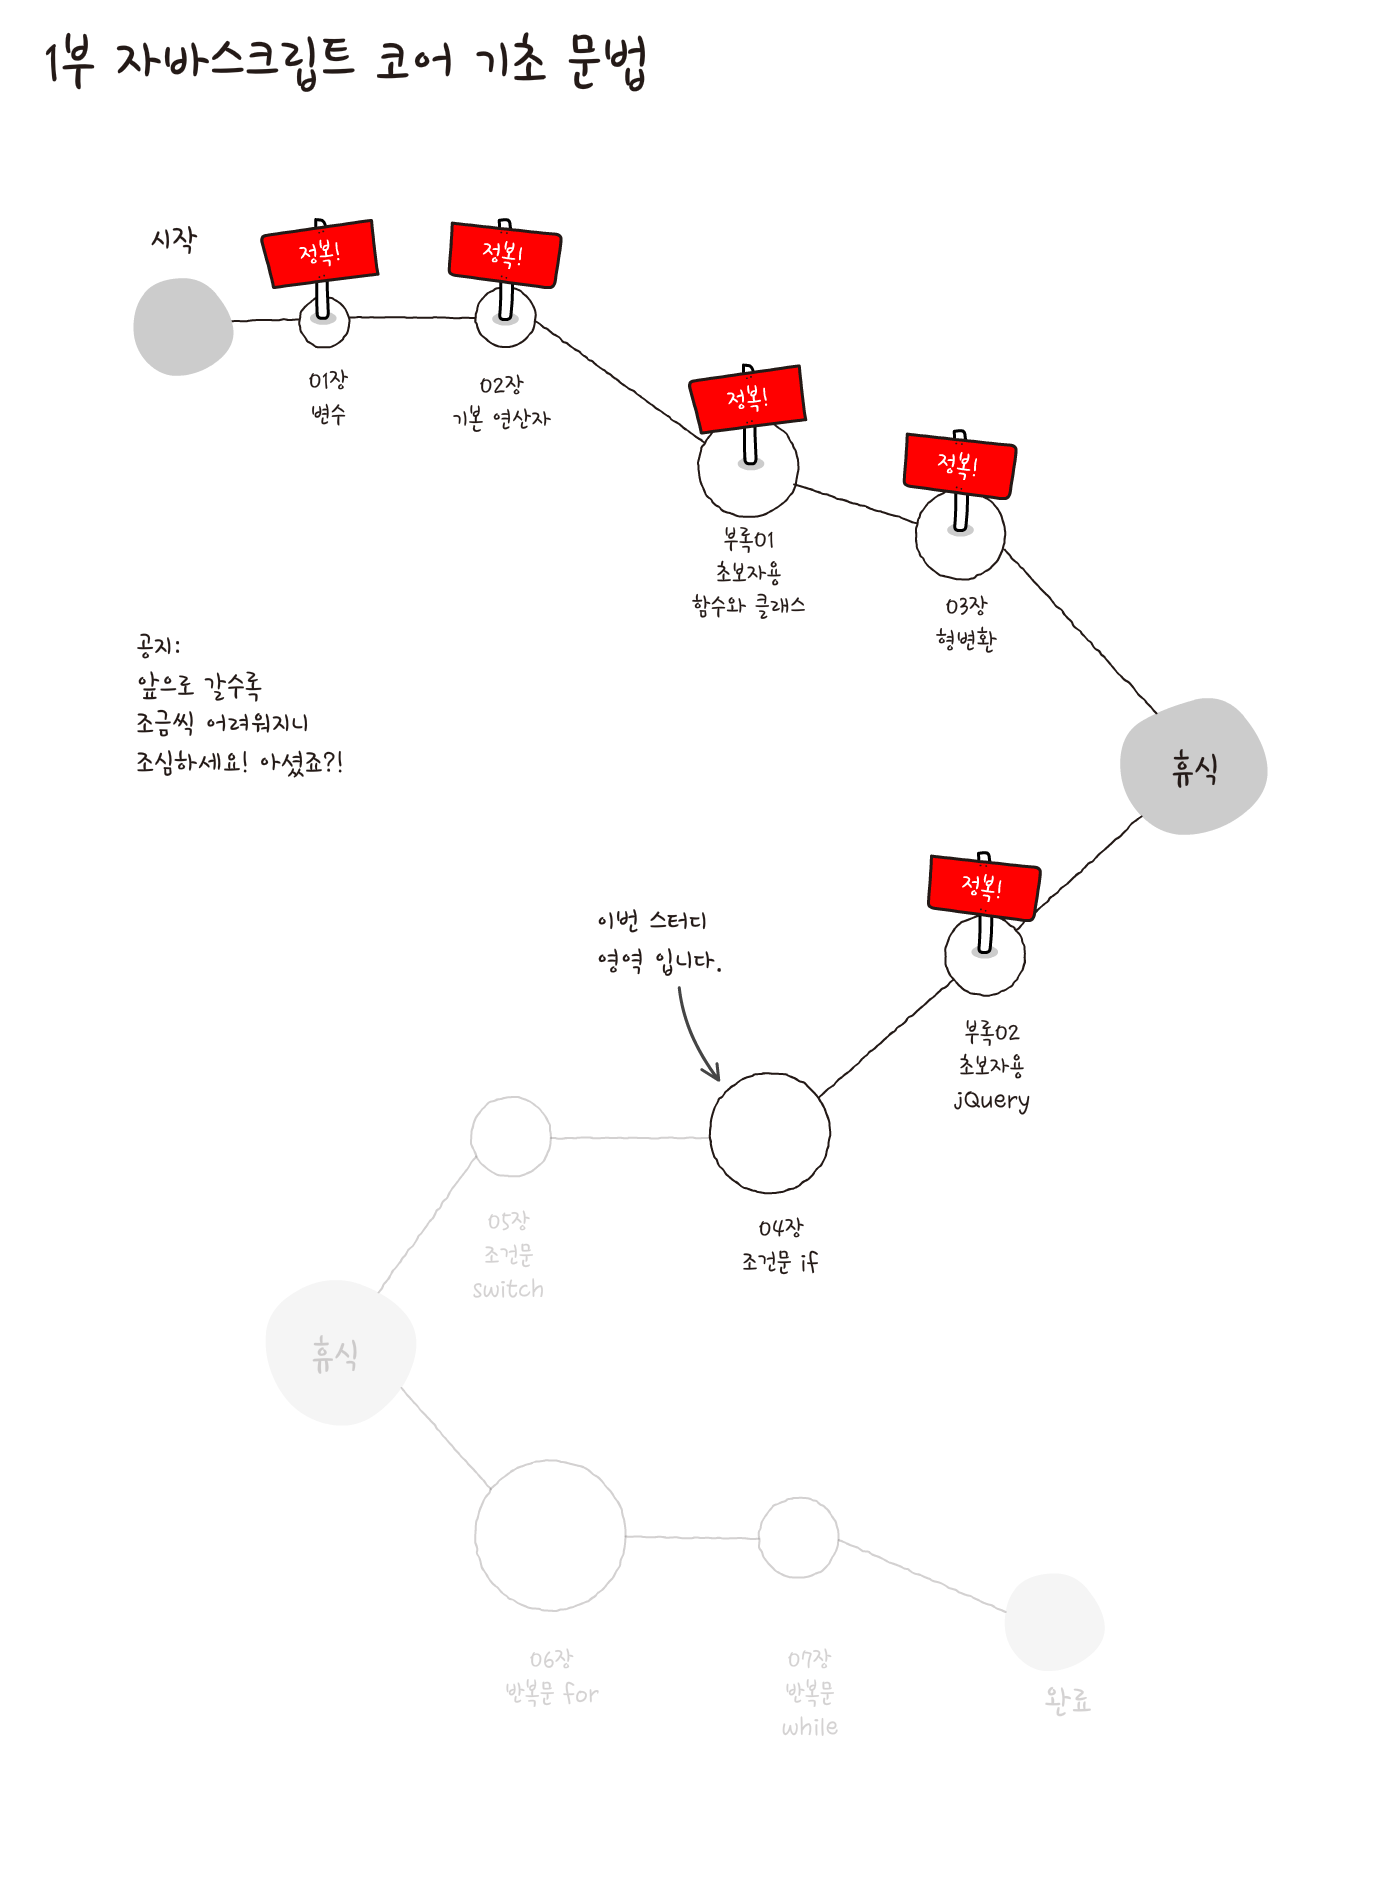 1부 자바스크립트 코어 기초 문법
시작
정복!
01장
변수
정복!
02장
기본 연산자
정복!
부록01
초보자용
함수와 클래스
정복!
03장
형변환
공지:
앞으로 갈수록
조금씩 어려워지니
조심하세요! 아셨죠?!
휴식
정복!
부록02
초보자용
jQuery
이번 스터디
영역 입니다.
04장
조건문 if
05장
조건문
switch
휴식
06장
반복문 for
07장
반복문
while
완료